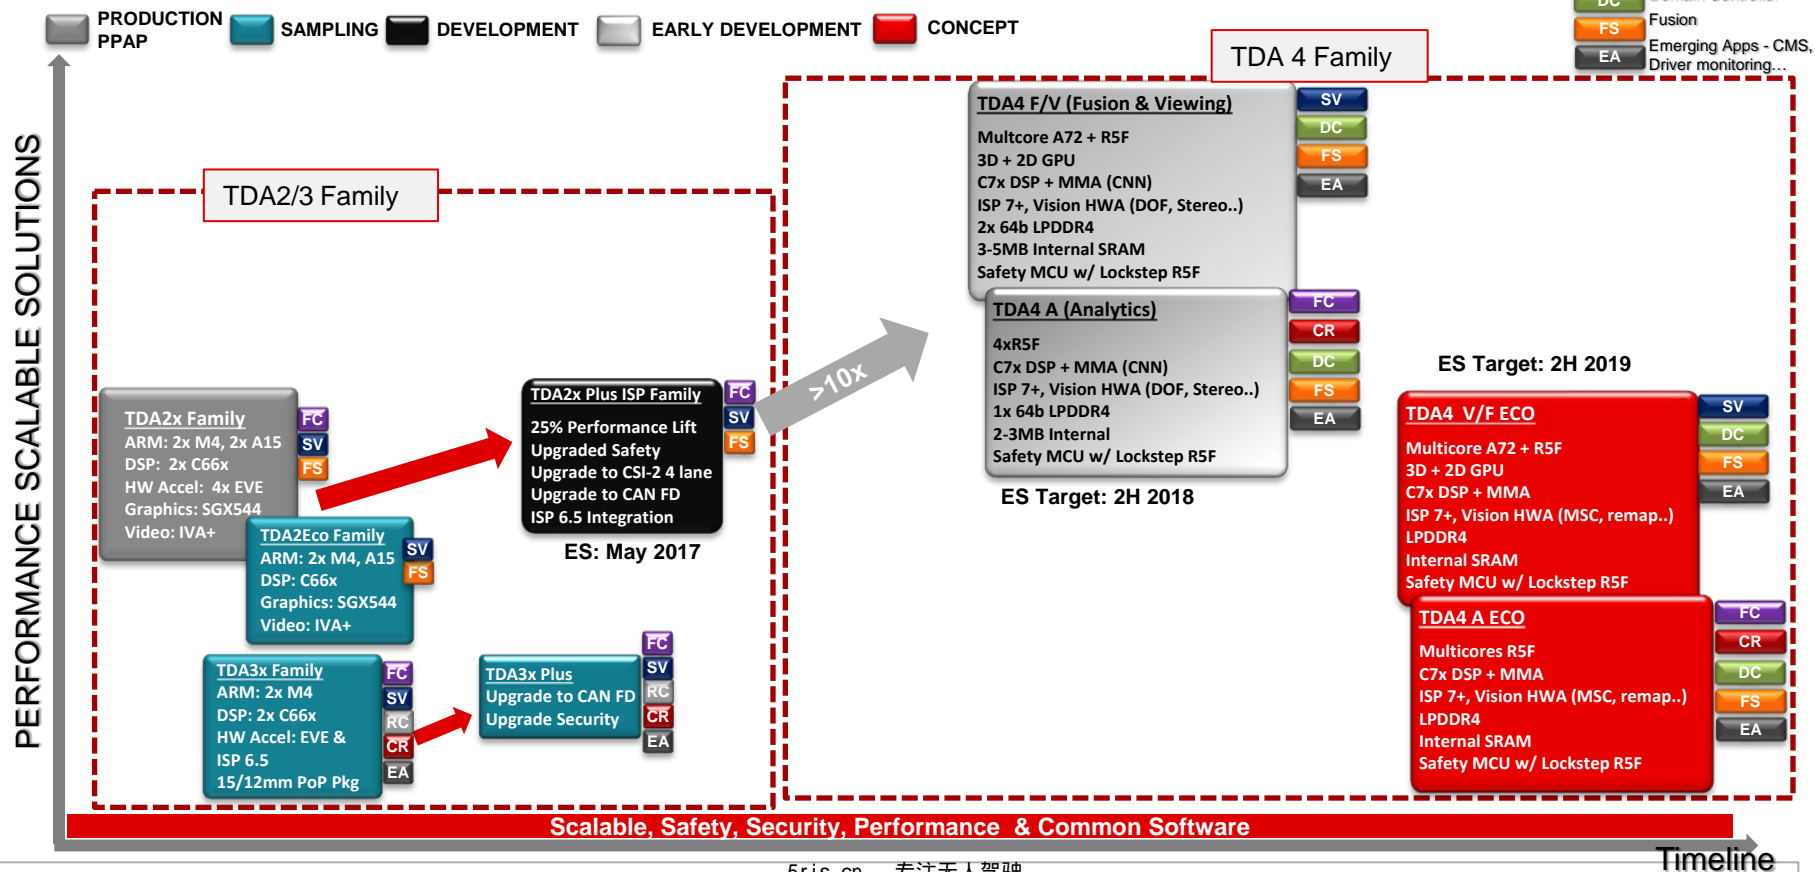 PRODUCTION
PPAP
SAMPLING
DEVELOPMENT
EARLY DEVELOPMENT
CONCEPT
DC
FS
Fusion
EA
Emerging Apps - CMS,
Driver monitoring...
PERFORMANCE SCALABLE SOLUTIONS
TDA2/3 Family
TDA 4 Family
TDA2x Family
ARM: 2x M4, 2x A15
DSP: 2x C66x
HW Accel: 4x EVE
Graphics: SGX544
Video: IVA+
FC
SV
FS
TDA2Eco Family
ARM: 2x M4, A15
DSP: C66x
Graphics: SGX544
Video: IVA+
SV
FS
TDA3x Family
ARM: 2x M4
DSP: 2x C66x
HW Accel: EVE &
ISP 6.5
15/12mm PoP Pkg
FC
SV
RC
CR
EA
TDA2x Plus ISP Family
25% Performance Lift
Upgraded Safety
Upgrade to CSI-2 4 lane
Upgrade to CAN FD
ISP 6.5 Integration
FC
SV
FS
ES: May 2017
TDA3x Plus
Upgrade to CAN FD
Upgrade Security
FC
SV
RC
CR
EA
>10x
TDA4 F/V (Fusion & Viewing)
Multcore A72 + R5F
3D + 2D GPU
C7x DSP + MMA (CNN)
ISP 7+, Vision HWA (DOF, Stereo..)
2x 64b LPDDR4
3-5MB Internal SRAM
Safety MCU w/ Lockstep R5F
SV
DC
FS
EA
TDA4 A (Analytics)
4xR5F
C7x DSP + MMA (CNN)
ISP 7+, Vision HWA (DOF, Stereo..)
1x 64b LPDDR4
2-3MB Internal
Safety MCU w/ Lockstep R5F
FC
CR
DC
FS
EA
ES Target: 2H 2018
ES Target: 2H 2019
TDA4 V/F ECO
Multicore A72 + R5F
3D + 2D GPU
C7x DSP + MMA
ISP 7+, Vision HWA (MSC, remap..)
LPDDR4
Internal SRAM
Safety MCU w/ Lockstep R5F
SV
DC
FS
EA
TDA4 A ECO
Multicores R5F
C7x DSP + MMA
ISP 7+, Vision HWA (MSC, remap..)
LPDDR4
Internal SRAM
Safety MCU w/ Lockstep R5F
FC
CR
DC
FS
EA
Scalable, Safety, Security, Performance & Common Software
Timeline